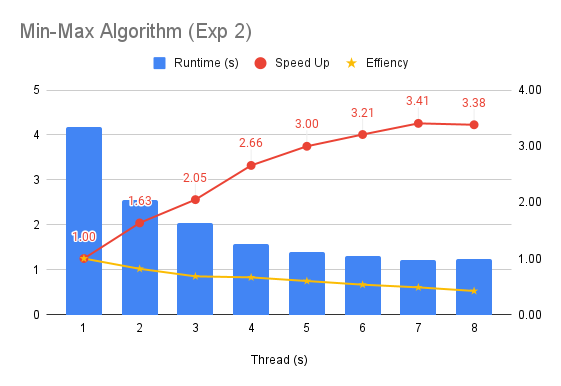 Min-Max Algorithm (Exp 2)
Runtime (s) Speed Up Effiency
5 4.00
4 3.00
3 2.00
2 1.00
1 0.00
0
1.00 1.63 2.05 2.66 3.00 3.21 3.41 3.38
1 2 3 4 5 6 7 8
Thread (s)